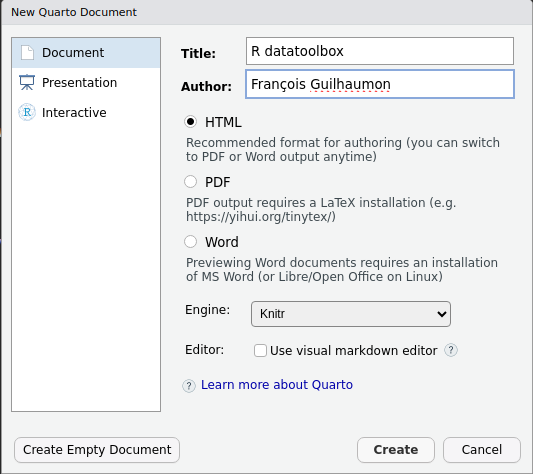 New Quarto Document
Document
Presentation
R Interactive
Title: R datatoolbox
Author: François Guilhaumon
HTML
Recommended format for authoring (you can switch
to PDF or Word output anytime)
PDF
PDF output requires a LaTeX installation (e.g.
https://yihui.org/tinytex/)
Word
Previewing Word documents requires an installation
of MS Word (or Libre/Open Office on Linux)
Engine: Knitr
Editor: Use visual markdown editor ?
? Learn more about Quarto
Create Empty Document Create Cancel